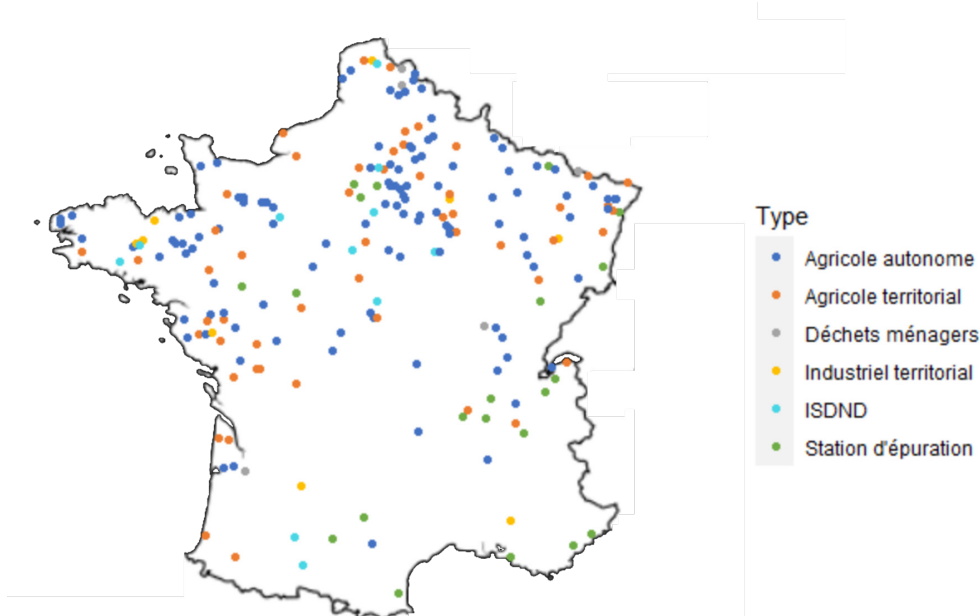 Type
Agricole autonome
Agricole territorial
Déchets ménagers
Industriel territorial
ISDND
Station d'épuration